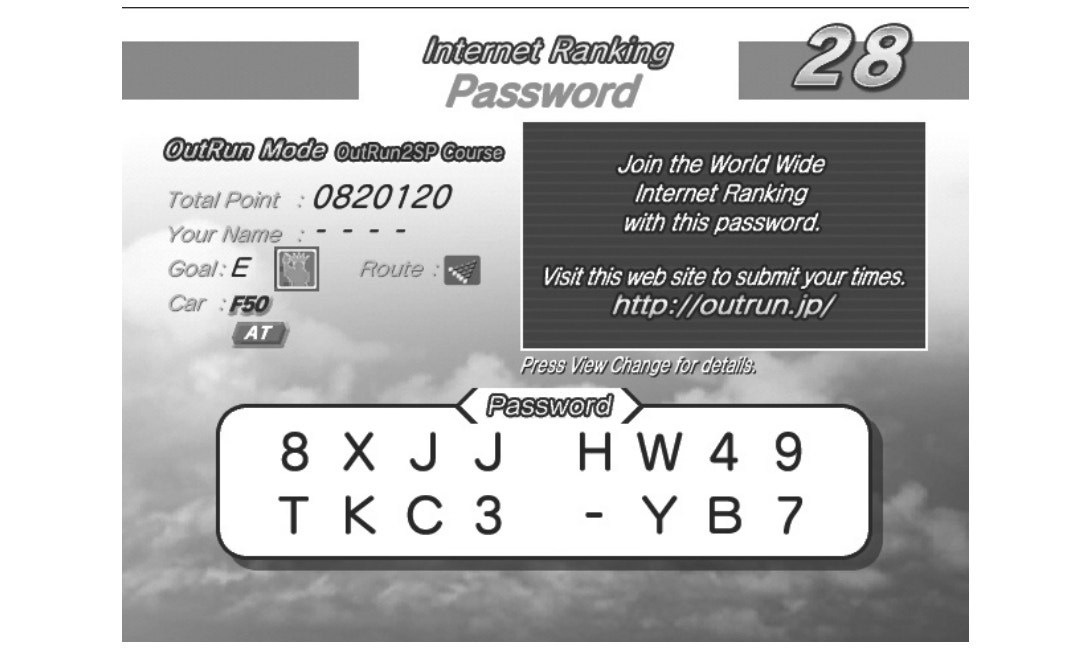 Internet Ranking
Password
28
OutRun Mode OutRun2SP Course
Total Point : 0820120
Your Name : - - - -
Goal : E Route :
Car : F50
AT
Join the World Wide
Internet Ranking
with this password.
Visit this web site to submit your times.
http://outrun.jp/
Press View Change for details.
Password
8 X J J H W 4 9
T K C 3 - Y B 7